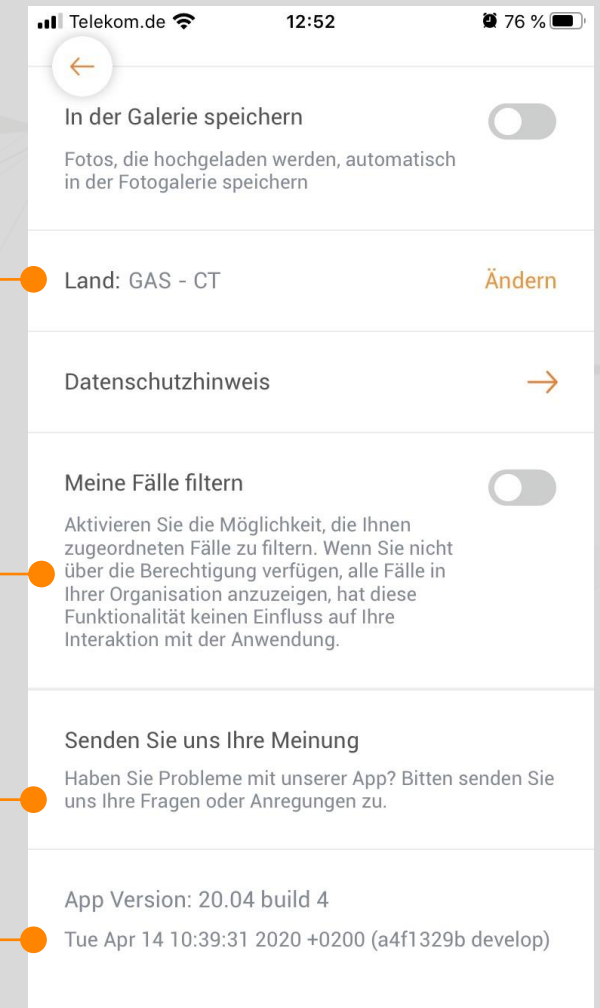 Telekom.de 12:52 76 %
In der Galerie speichern
Fotos, die hochgeladen werden, automatisch
in der Fotogalerie speichern
Land: GAS - CT Ändern
Datenschutzhinweis
Meine Fälle filtern
Aktivieren Sie die Möglichkeit, die Ihnen
zugeordneten Fälle zu filtern. Wenn Sie nicht
über die Berechtigung verfügen, alle Fälle in
Ihrer Organisation anzuzeigen, hat diese
Funktionalität keinen Einfluss auf Ihre
Interaktion mit der Anwendung.
Senden Sie uns Ihre Meinung
Haben Sie Probleme mit unserer App? Bitten senden Sie
uns Ihre Fragen oder Anregungen zu.
App Version: 20.04 build 4
Tue Apr 14 10:39:31 2020 +0200 (a4f1329b develop)